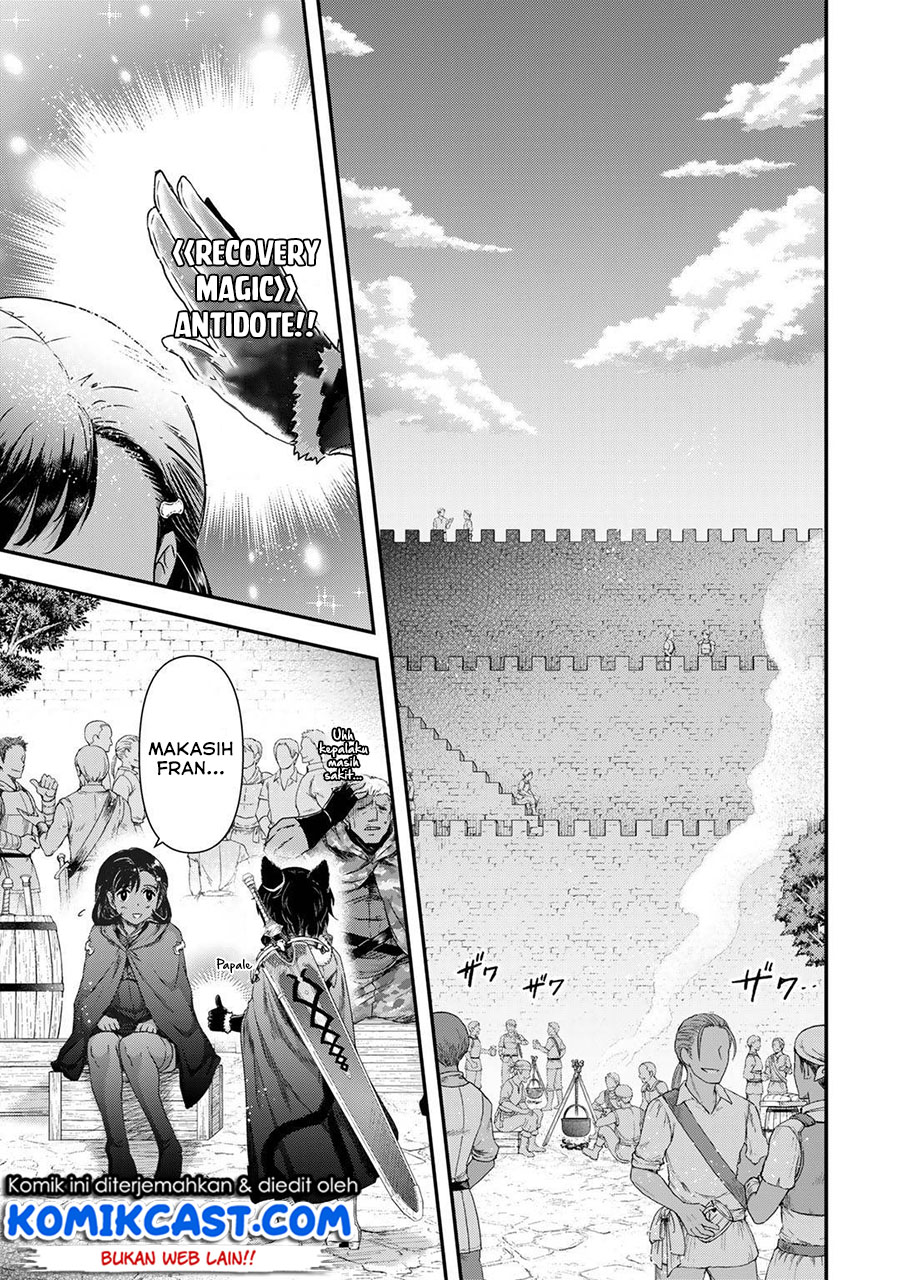 ザワ
ザワ
ザワ...
《RECOVERY
MAGIC》
ANTIDOTE!!
Uhh
kepalaku
masih
sakit...
MAKASIH
FRAN...
Papale
Komik ini diterjemahkan & diedit oleh
KOMIKCAST.COM
BUKAN WEB LAIN!!